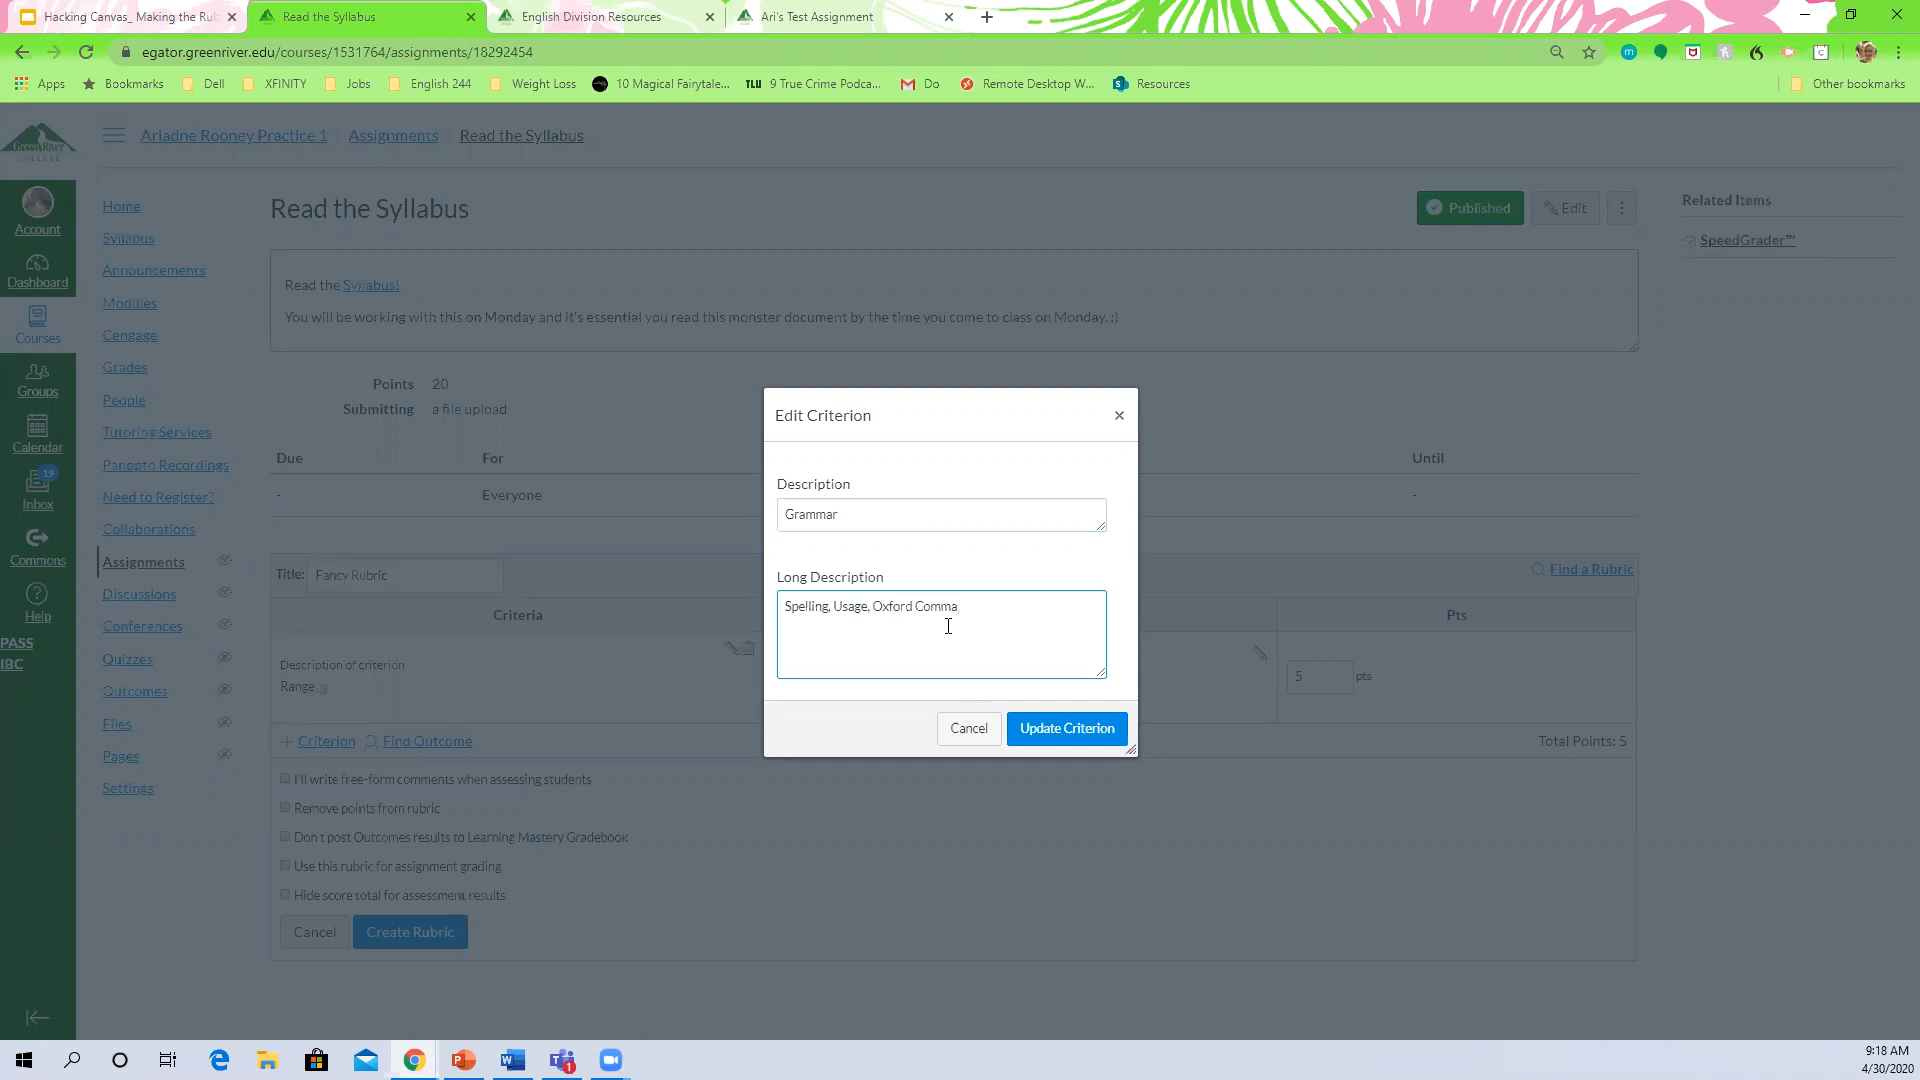 Hacking Canvas_ Making the Rub
Read the Syllabus
English Division Resources
Ari's Test Assignment
egator.greenriver.edu/courses/1531764/assignments/18292454
Apps
Bookmarks
Dell
XFINITY
Jobs
English 244
Weight Loss
10 Magical Fairytale...
TLU
9 True Crime Podca...
Do
Remote Desktop W...
Resources
Other bookmarks
Green River
COLLEGE
Ariadne Rooney Practice 1
Assignments
Read the Syllabus
Account
Dashboard
Courses
Groups
Calendar
19
Inbox
Commons
Help
PASS
IBC
Home
Syllabus
Announcements
Modules
Cengage
Grades
People
Tutoring Services
Panopto Recordings
Need to Register?
Collaborations
Assignments
Discussions
Conferences
Quizzes
Outcomes
Files
Pages
Settings
Read the Syllabus
Published
Edit
Related Items
SpeedGrader™
Read the Syllabus!
You will be working with this on Monday and it's essential you read this monster document by the time you come to class on Monday. :)
Points 20
Submitting a file upload
Due For Until
- Everyone -
Title: Fancy Rubric
Find a Rubric
Criteria Pts
Description of criterion
Range
5 pts
Criterion
Find Outcome
Total Points: 5
I'll write free-form comments when assessing students
Remove points from rubric
Don't post Outcomes results to Learning Mastery Gradebook
Use this rubric for assignment grading
Hide score total for assessment results
Cancel
Create Rubric
Edit Criterion
Description
Grammar
Long Description
Spelling, Usage, Oxford Comma
Cancel
Update Criterion
1
9:18 AM
4/30/2020